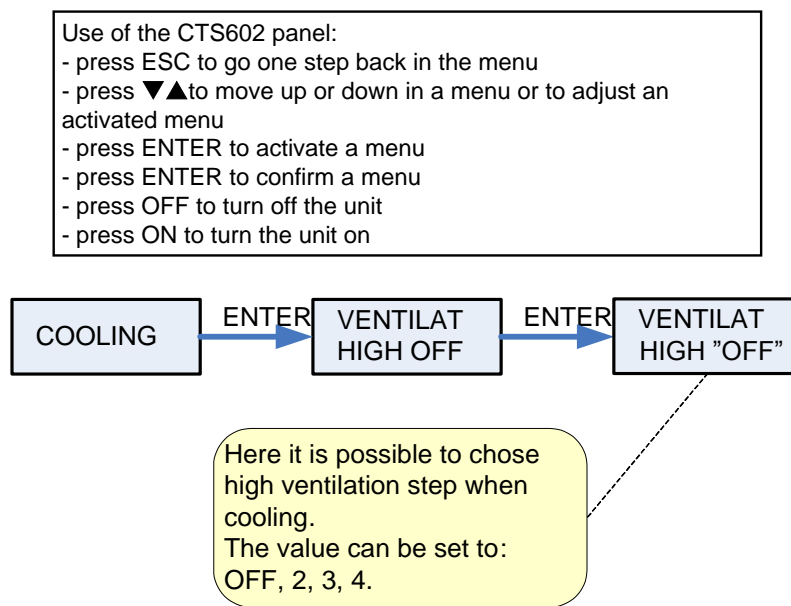 Use of the CTS602 panel:
- press ESC to go one step back in the menu
- press ▼▲to move up or down in a menu or to adjust an
activated menu
- press ENTER to activate a menu
- press ENTER to confirm a menu
- press OFF to turn off the unit
- press ON to turn the unit on
COOLING
ENTER
VENTILAT
HIGH OFF
ENTER
VENTILAT
HIGH ”OFF”
Here it is possible to chose
high ventilation step when
cooling.
The value can be set to:
OFF, 2, 3, 4.